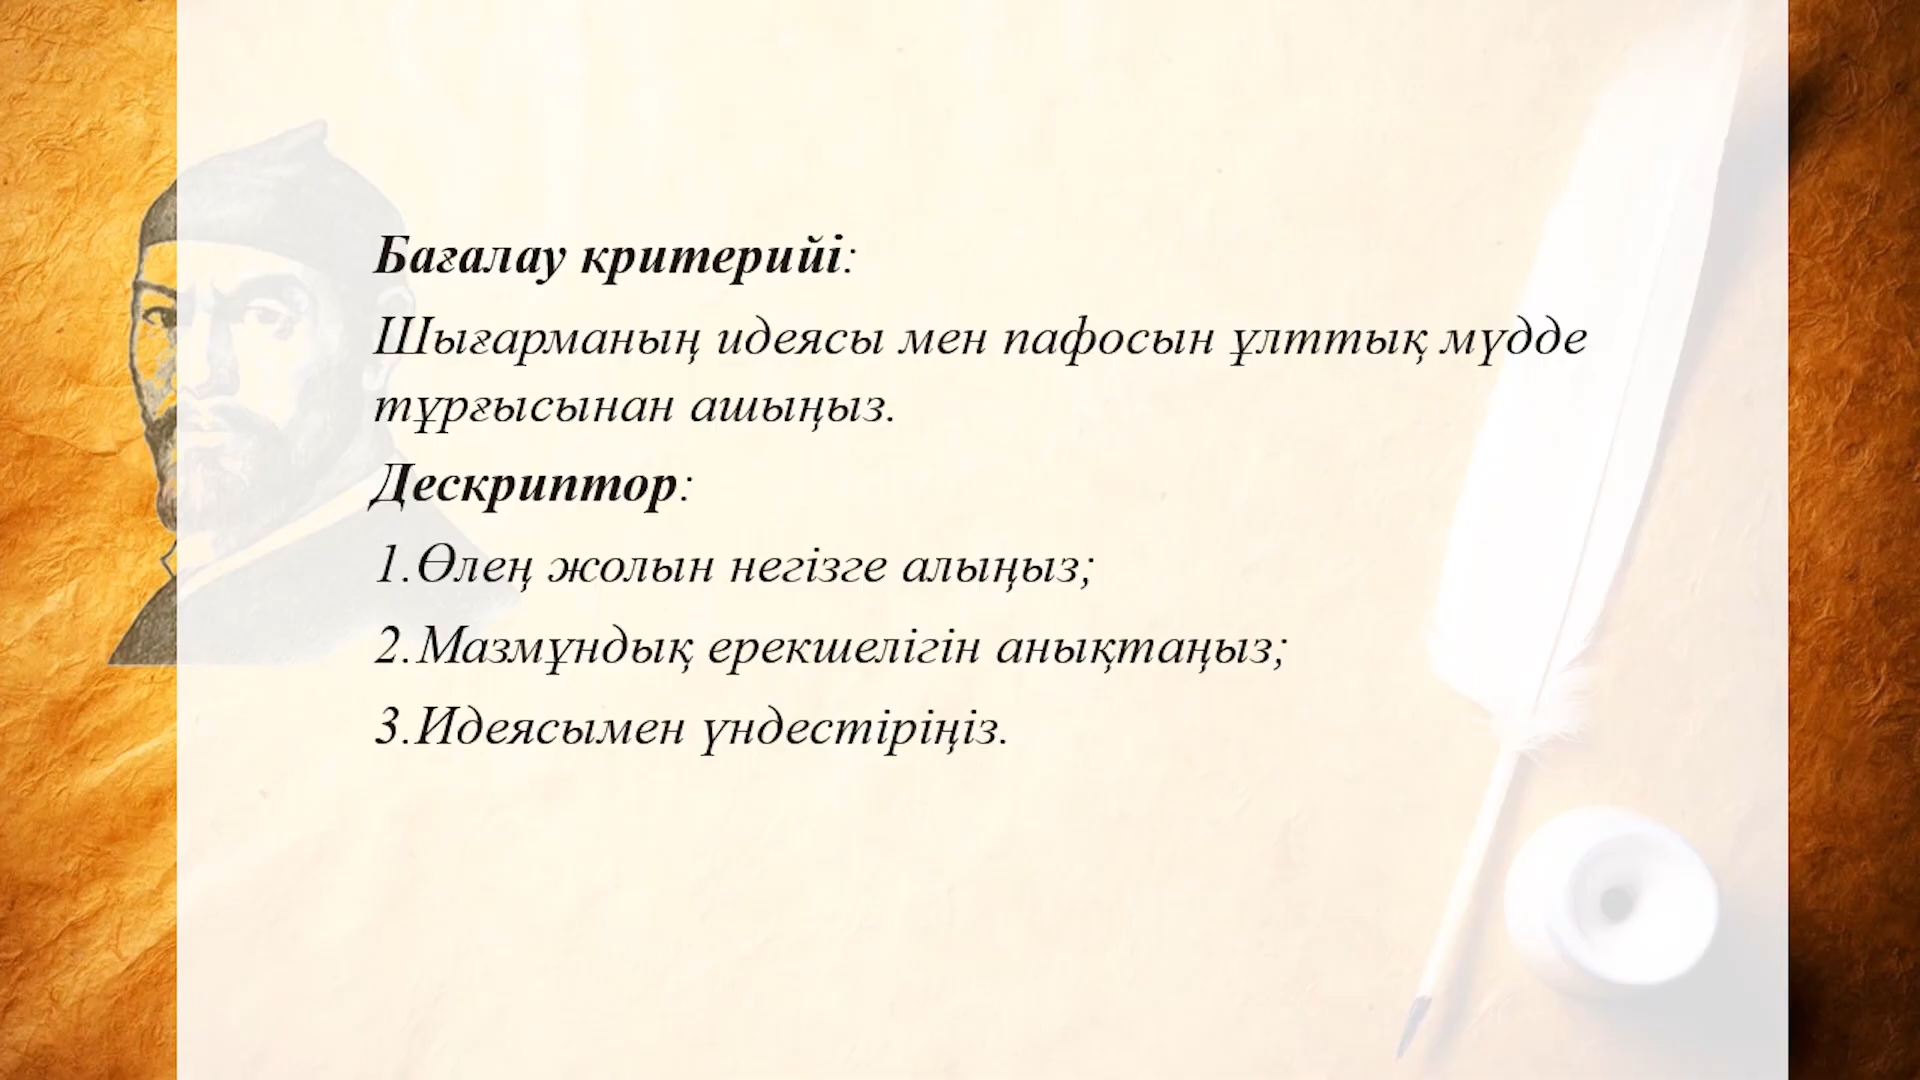 Бағалау критерийі:
Шығарманың идеясы мен пафосын ұлттық мүдде
тұрғысынан ашыңыз.
Дескриптор:
1.Өлең жолын негізге алыңыз;
2.Мазмұндық ерекшелігін анықтаңыз;
3.Идеясымен үндестіріңіз.